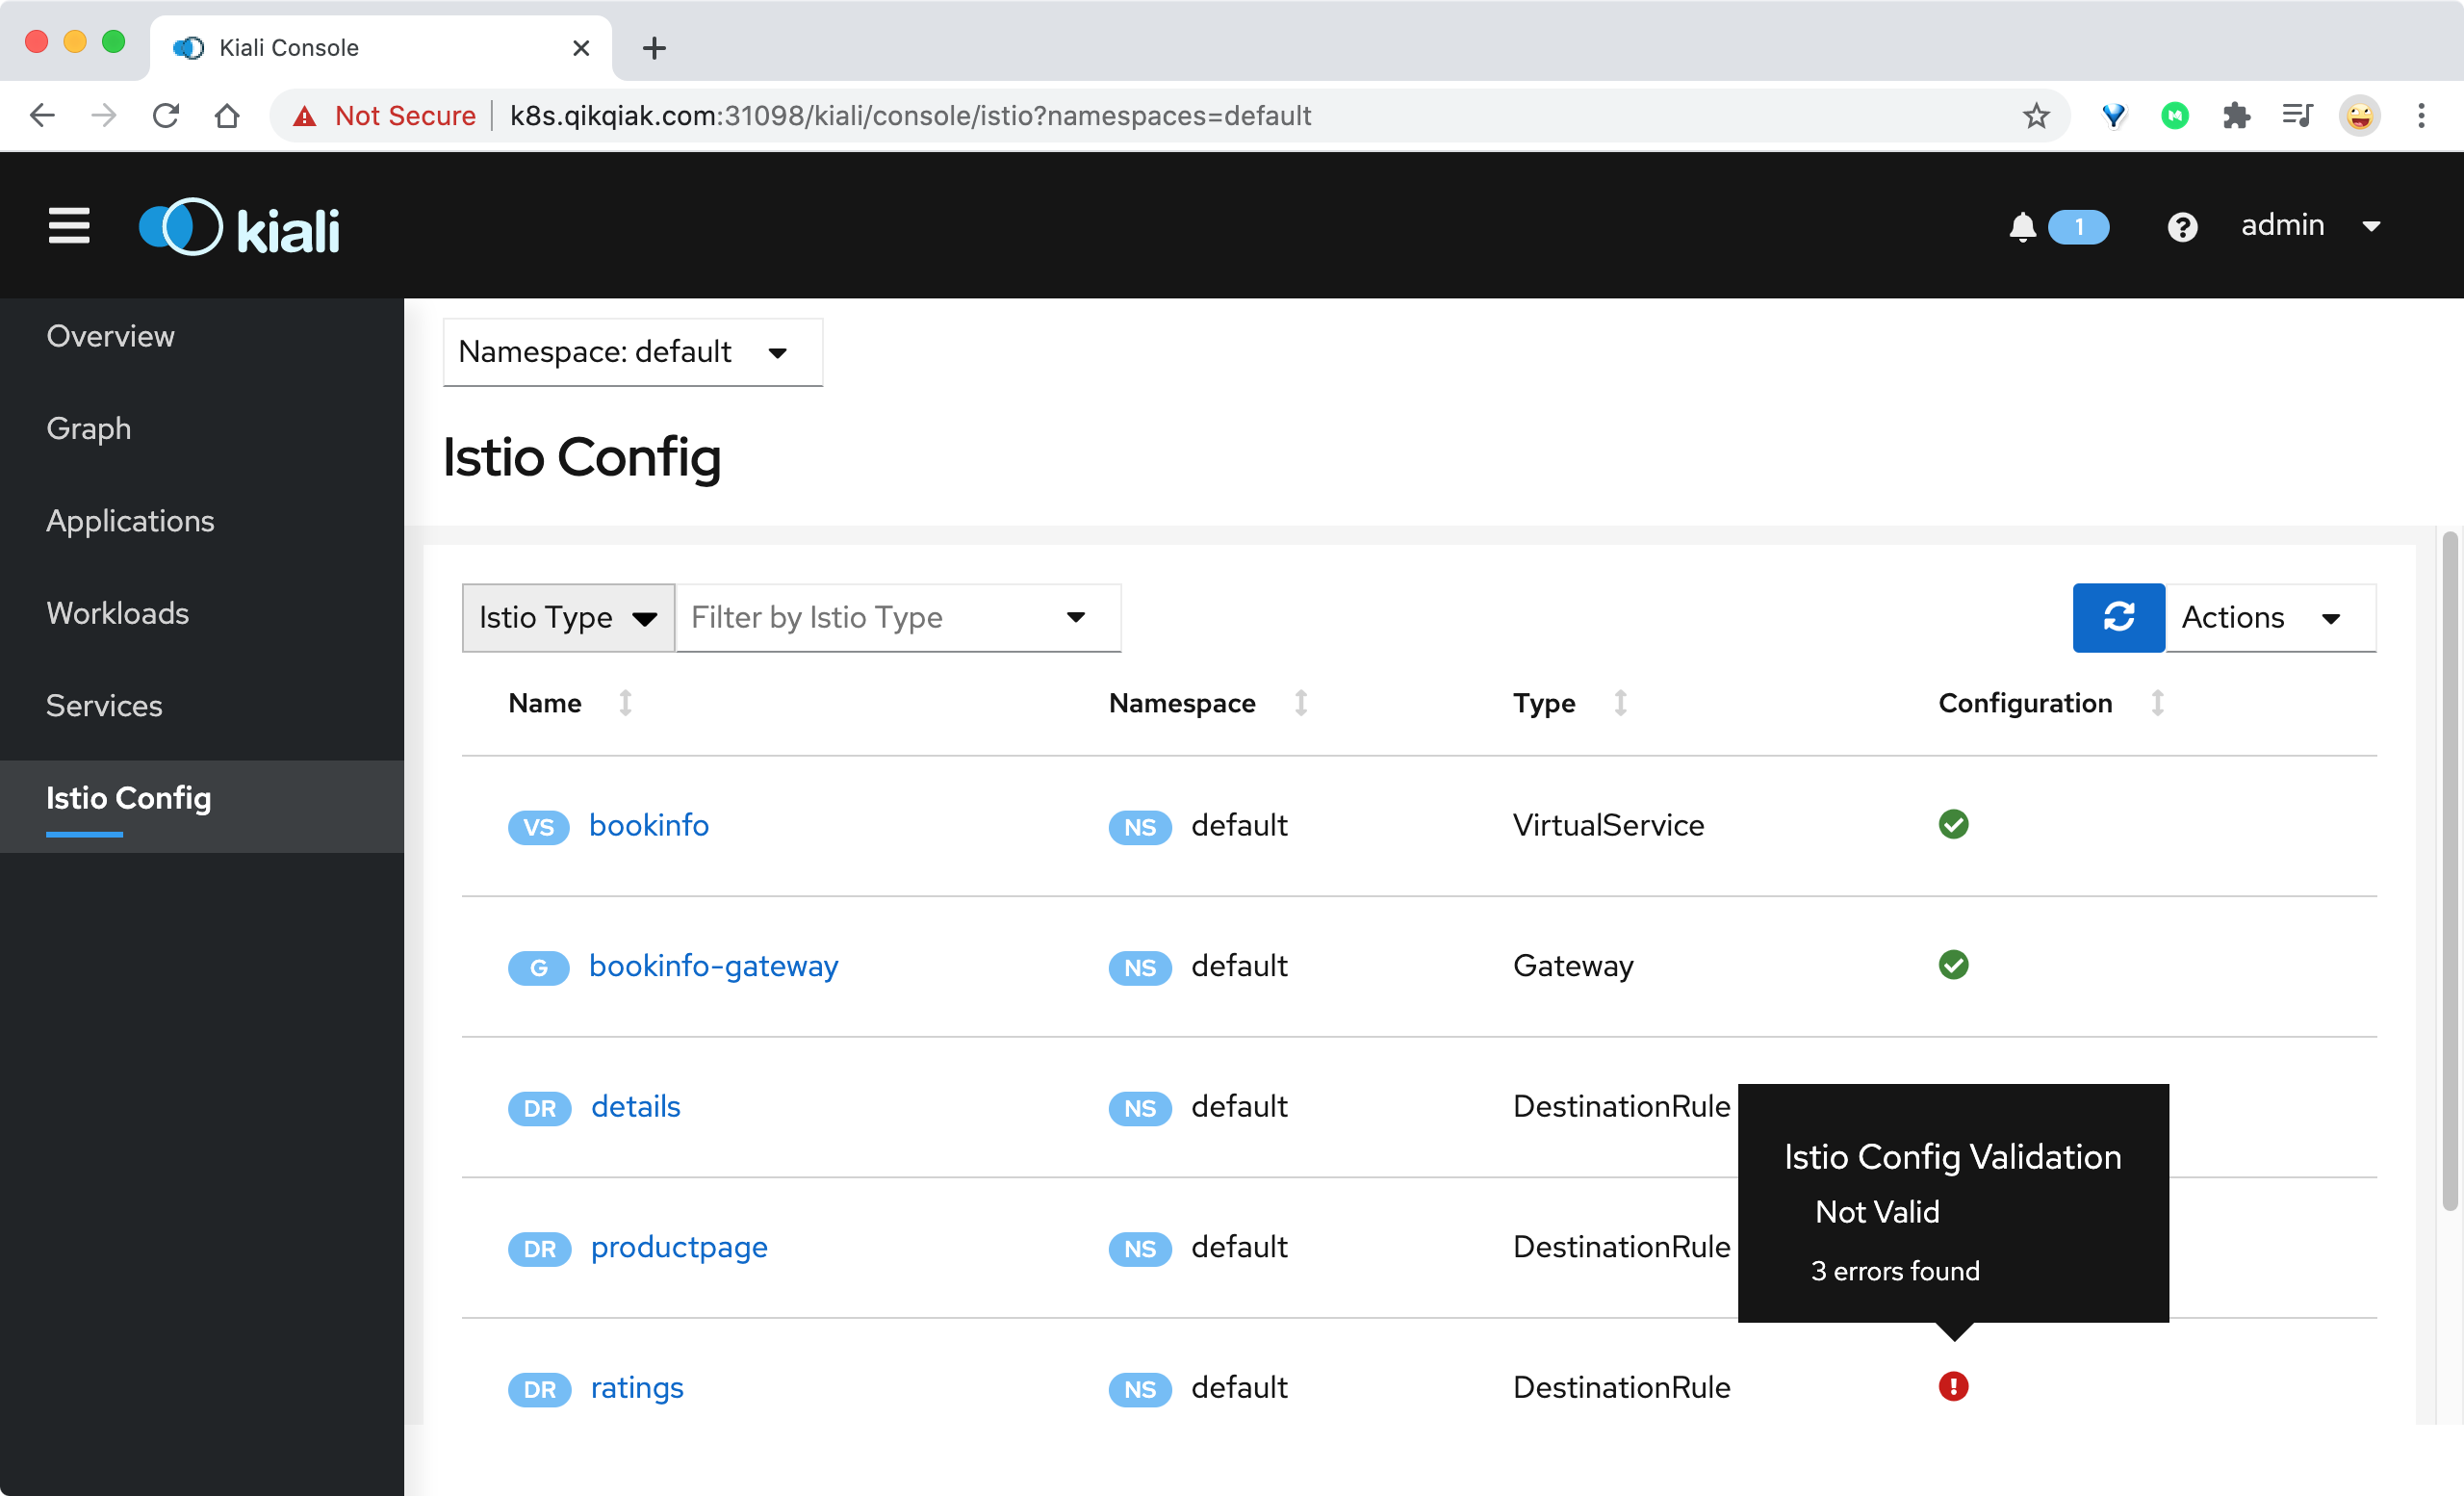 Kiali Console
Not Secure
k8s.qikqiak.com:31098/kiali/console/istio?namespaces=default
kiali
1
admin
Overview
Graph
Applications
Workloads
Services
Istio Config
Namespace: default
Istio Config
Istio Type
Filter by Istio Type
Actions
Name Namespace Type Configuration
VS bookinfo NS default VirtualService
G bookinfo-gateway NS default Gateway
DR details NS default DestinationRule
DR productpage NS default DestinationRule
Istio Config Validation
Not Valid
3 errors found
DR ratings NS default DestinationRule